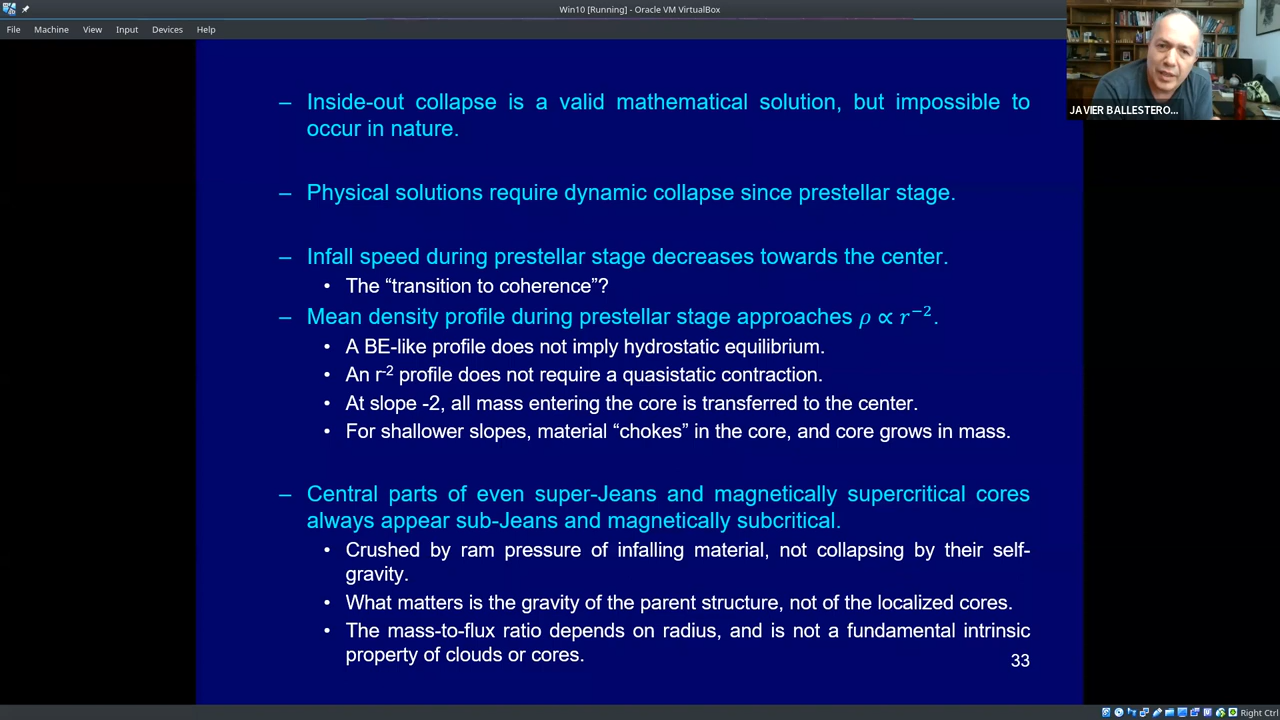 Win10 [Running] - Oracle VM VirtualBox
File Machine View Input Devices Help
– Inside-out collapse is a valid mathematical solution, but impossible to
occur in nature.
– Physical solutions require dynamic collapse since prestellar stage.
– Infall speed during prestellar stage decreases towards the center.
• The “transition to coherence”?
– Mean density profile during prestellar stage approaches ρ ∝ r⁻².
• A BE-like profile does not imply hydrostatic equilibrium.
• An r⁻² profile does not require a quasistatic contraction.
• At slope -2, all mass entering the core is transferred to the center.
• For shallower slopes, material “chokes” in the core, and core grows in mass.
– Central parts of even super-Jeans and magnetically supercritical cores
always appear sub-Jeans and magnetically subcritical.
• Crushed by ram pressure of infalling material, not collapsing by their self-
gravity.
• What matters is the gravity of the parent structure, not of the localized cores.
• The mass-to-flux ratio depends on radius, and is not a fundamental intrinsic
property of clouds or cores.
33
JAVIER BALLESTERO...
Right Ctrl